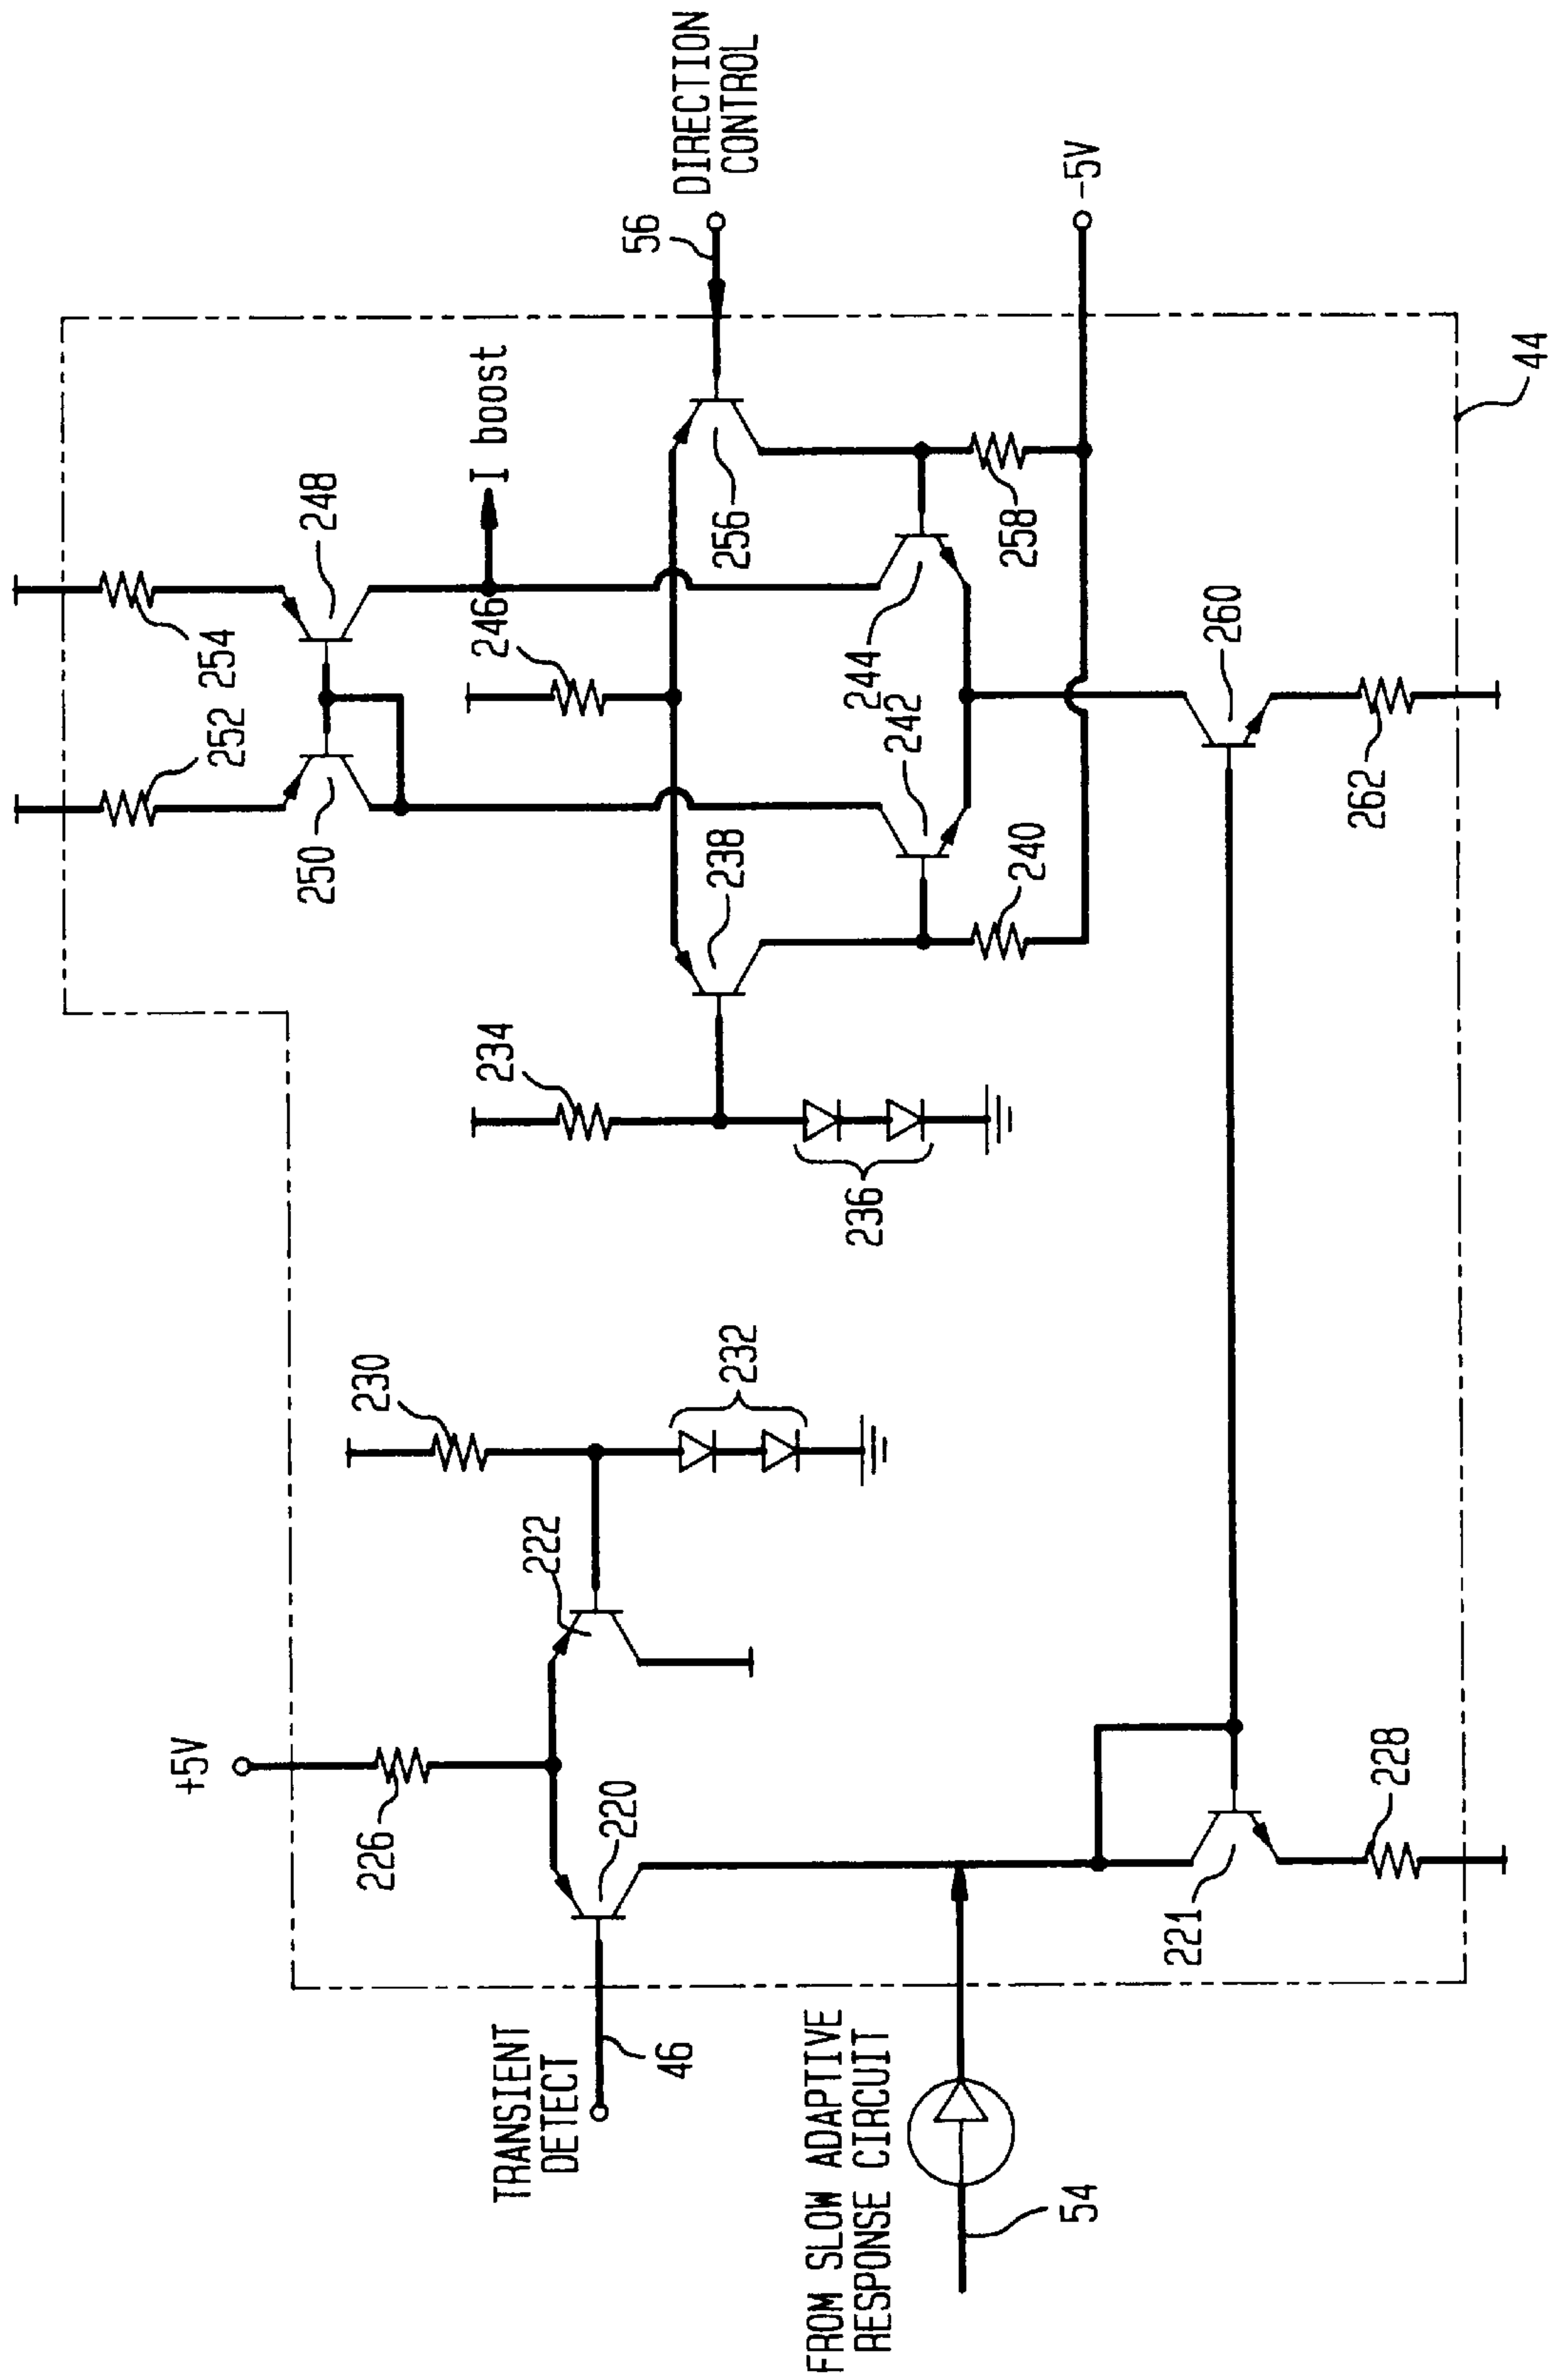 DIRECTION
CONTROL
56
-5V
44
I boost
248
254
246
256
258
244
242
260
262
252
250
238
240
234
236
230
232
222
+5V
226
220
221
228
TRANSIENT
DETECT
46
FROM SLOW ADAPTIVE
RESPONSE CIRCUIT
54